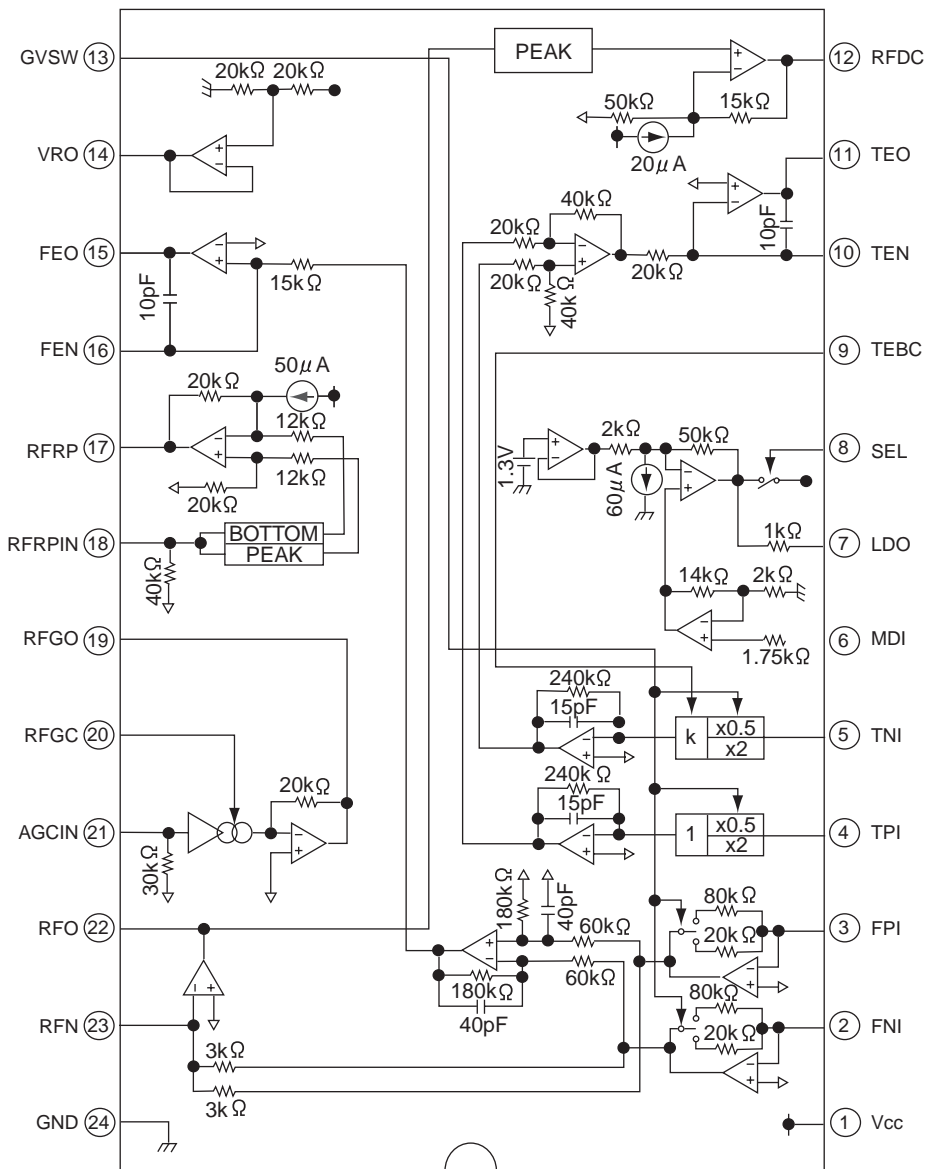 GVSW 13
PEAK
12 RFDC
20kΩ 20kΩ
50kΩ
15kΩ
20μA
VRO 14
+
−
11 TEO
40kΩ
20kΩ
20kΩ
40kΩ
20kΩ
10pF
FEO 15
15kΩ
10pF
10 TEN
FEN 16
9 TEBC
50μA
20kΩ
12kΩ
RFRP 17
12kΩ
20kΩ
2kΩ
50kΩ
1.3V
60μA
8 SEL
RFRPIN 18
BOTTOM
PEAK
40kΩ
1kΩ
7 LDO
14kΩ
2kΩ
RFGO 19
6 MDI
1.75kΩ
240kΩ
15pF
RFGC 20
k
x0.5
x2
5 TNI
20kΩ
240kΩ
15pF
AGCIN 21
1
x0.5
x2
4 TPI
30kΩ
180kΩ
40pF
80kΩ
RFO 22
60kΩ
20kΩ
3 FPI
60kΩ
180kΩ
40pF
80kΩ
RFN 23
20kΩ
2 FNI
3kΩ
3kΩ
GND 24
1 Vcc